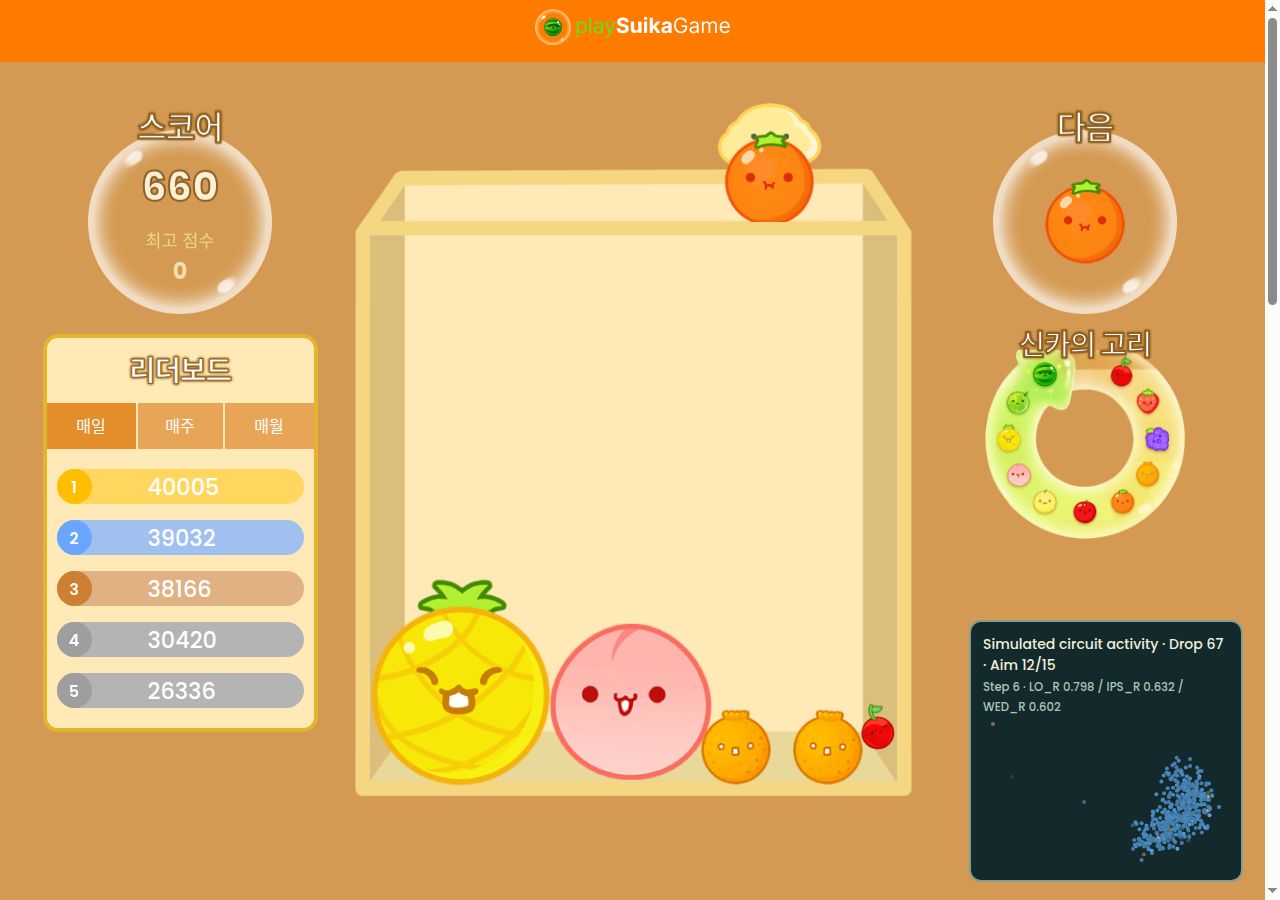 playSuikaGame
스코어
660
최고 점수
0
다음
신카의 고리
리더보드
매일 매주 매월
1 40005
2 39032
3 38166
4 30420
5 26336
Simulated circuit activity · Drop 67
· Aim 12/15
Step 6 · LO_R 0.798 / IPS_R 0.632 /
WED_R 0.602